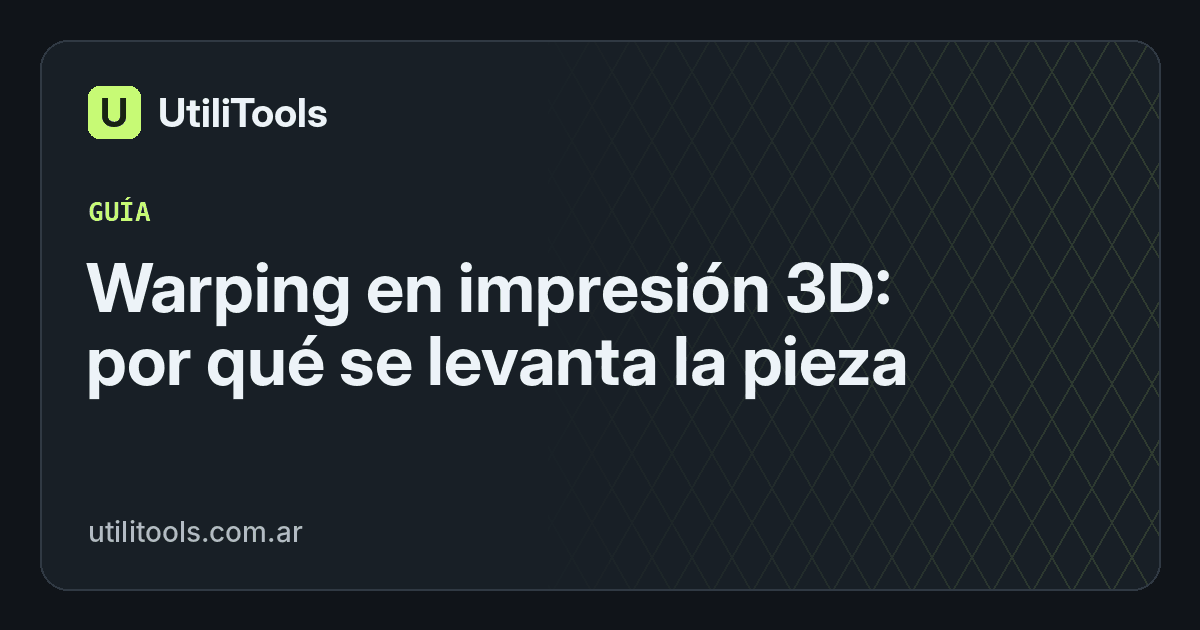 U UtiliTools
GUÍA
Warping en impresión 3D:
por qué se levanta la pieza
utilitools.com.ar